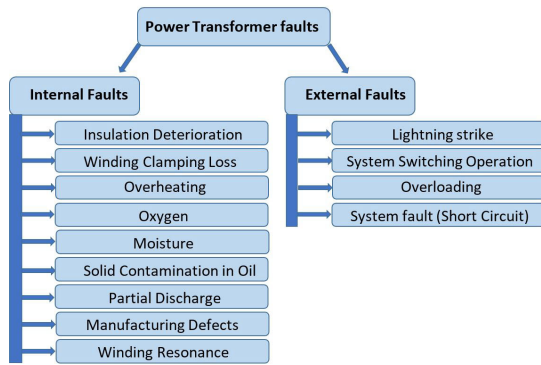 Power Transformer faults
Internal Faults
Insulation Deterioration
Winding Clamping Loss
Overheating
Oxygen
Moisture
Solid Contamination in Oil
Partial Discharge
Manufacturing Defects
Winding Resonance
External Faults
Lightning strike
System Switching Operation
Overloading
System fault (Short Circuit)